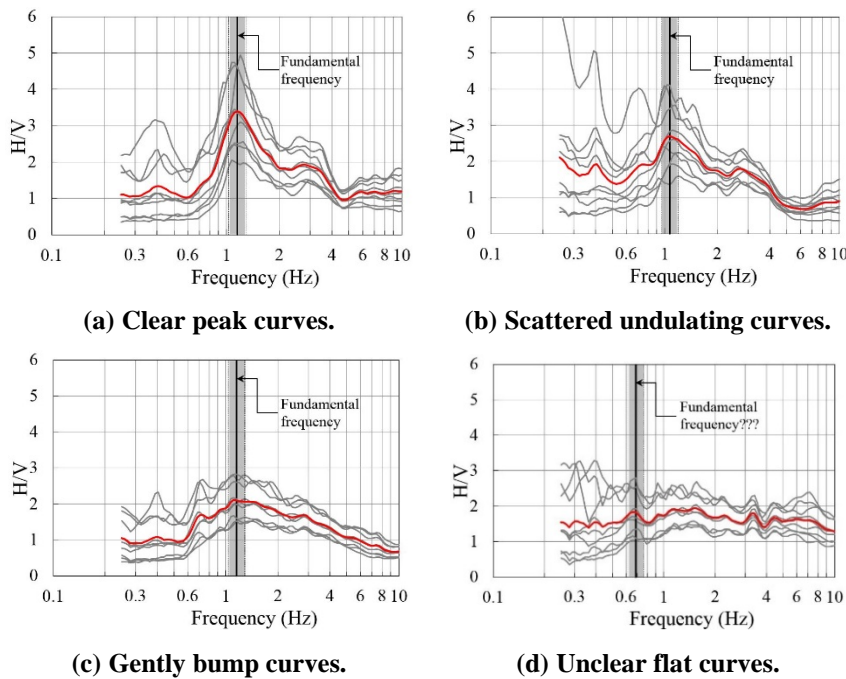 6
5
4
3
2
1
0
H/V
Fundamental
frequency
0.1 0.3 0.6 1 2 4 6 8 10
Frequency (Hz)
(a) Clear peak curves.
6
5
4
3
2
1
0
H/V
Fundamental
frequency
0.1 0.3 0.6 1 2 4 6 8 10
Frequency (Hz)
(b) Scattered undulating curves.
6
5
4
3
2
1
0
H/V
Fundamental
frequency
0.1 0.3 0.6 1 2 4 6 8 10
Frequency (Hz)
(c) Gently bump curves.
6
5
4
3
2
1
0
H/V
Fundamental
frequency???
0.1 0.3 0.6 1 2 4 6 8 10
Frequency (Hz)
(d) Unclear flat curves.